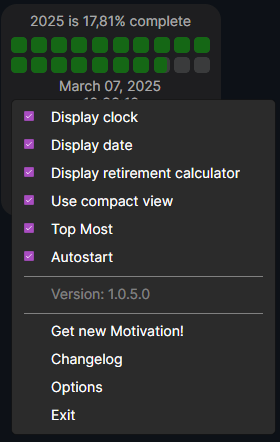 2025 is 17,81% complete
March 07, 2025
Display clock
Display date
Display retirement calculator
Use compact view
Top Most
Autostart
Version: 1.0.5.0
Get new Motivation!
Changelog
Options
Exit